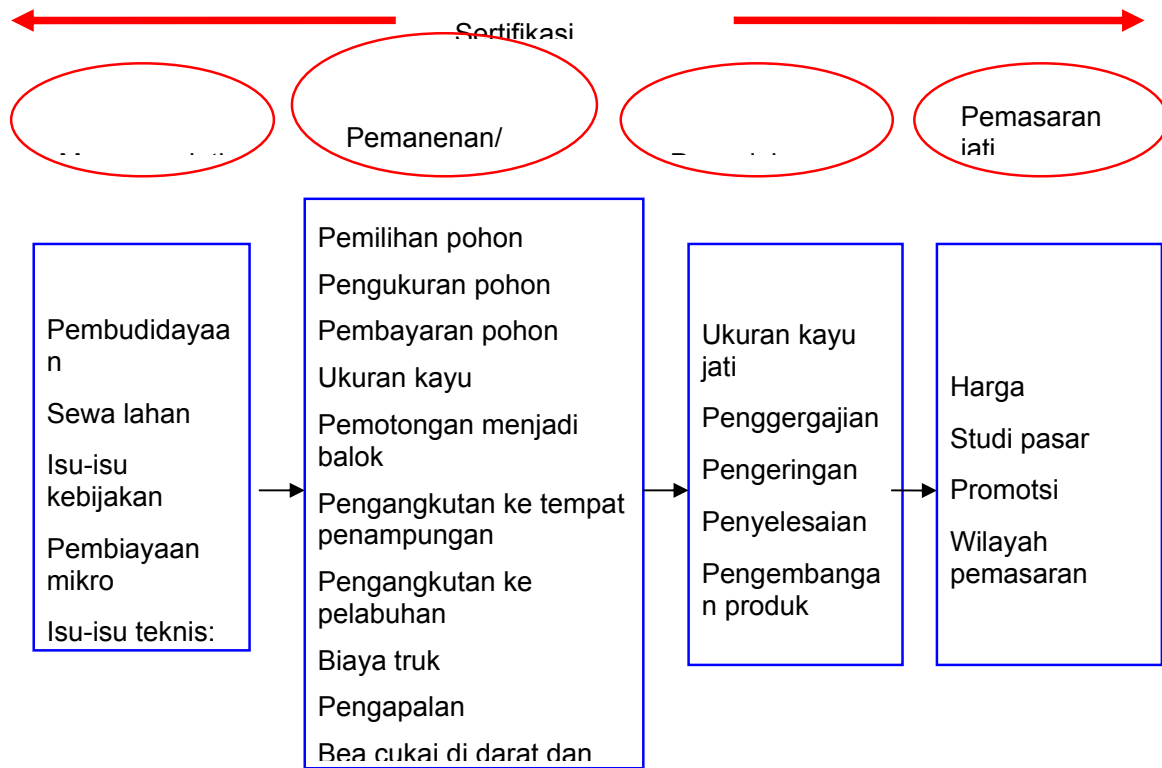 Sertifikasi
Pemanenan/
Pemasaran
jati
Pembudidayaa
n
Sewa lahan
Isu-isu
kebijakan
Pembiayaan
mikro
Isu-isu teknis:
Pemilihan pohon
Pengukuran pohon
Pembayaran pohon
Ukuran kayu
Pemotongan menjadi
balok
Pengangkutan ke tempat
penampungan
Pengangkutan ke
pelabuhan
Biaya truk
Pengapalan
Bea cukai di darat dan
Ukuran kayu
jati
Penggergajian
Pengeringan
Penyelesaian
Pengembanga
n produk
Harga
Studi pasar
Promotsi
Wilayah
pemasaran